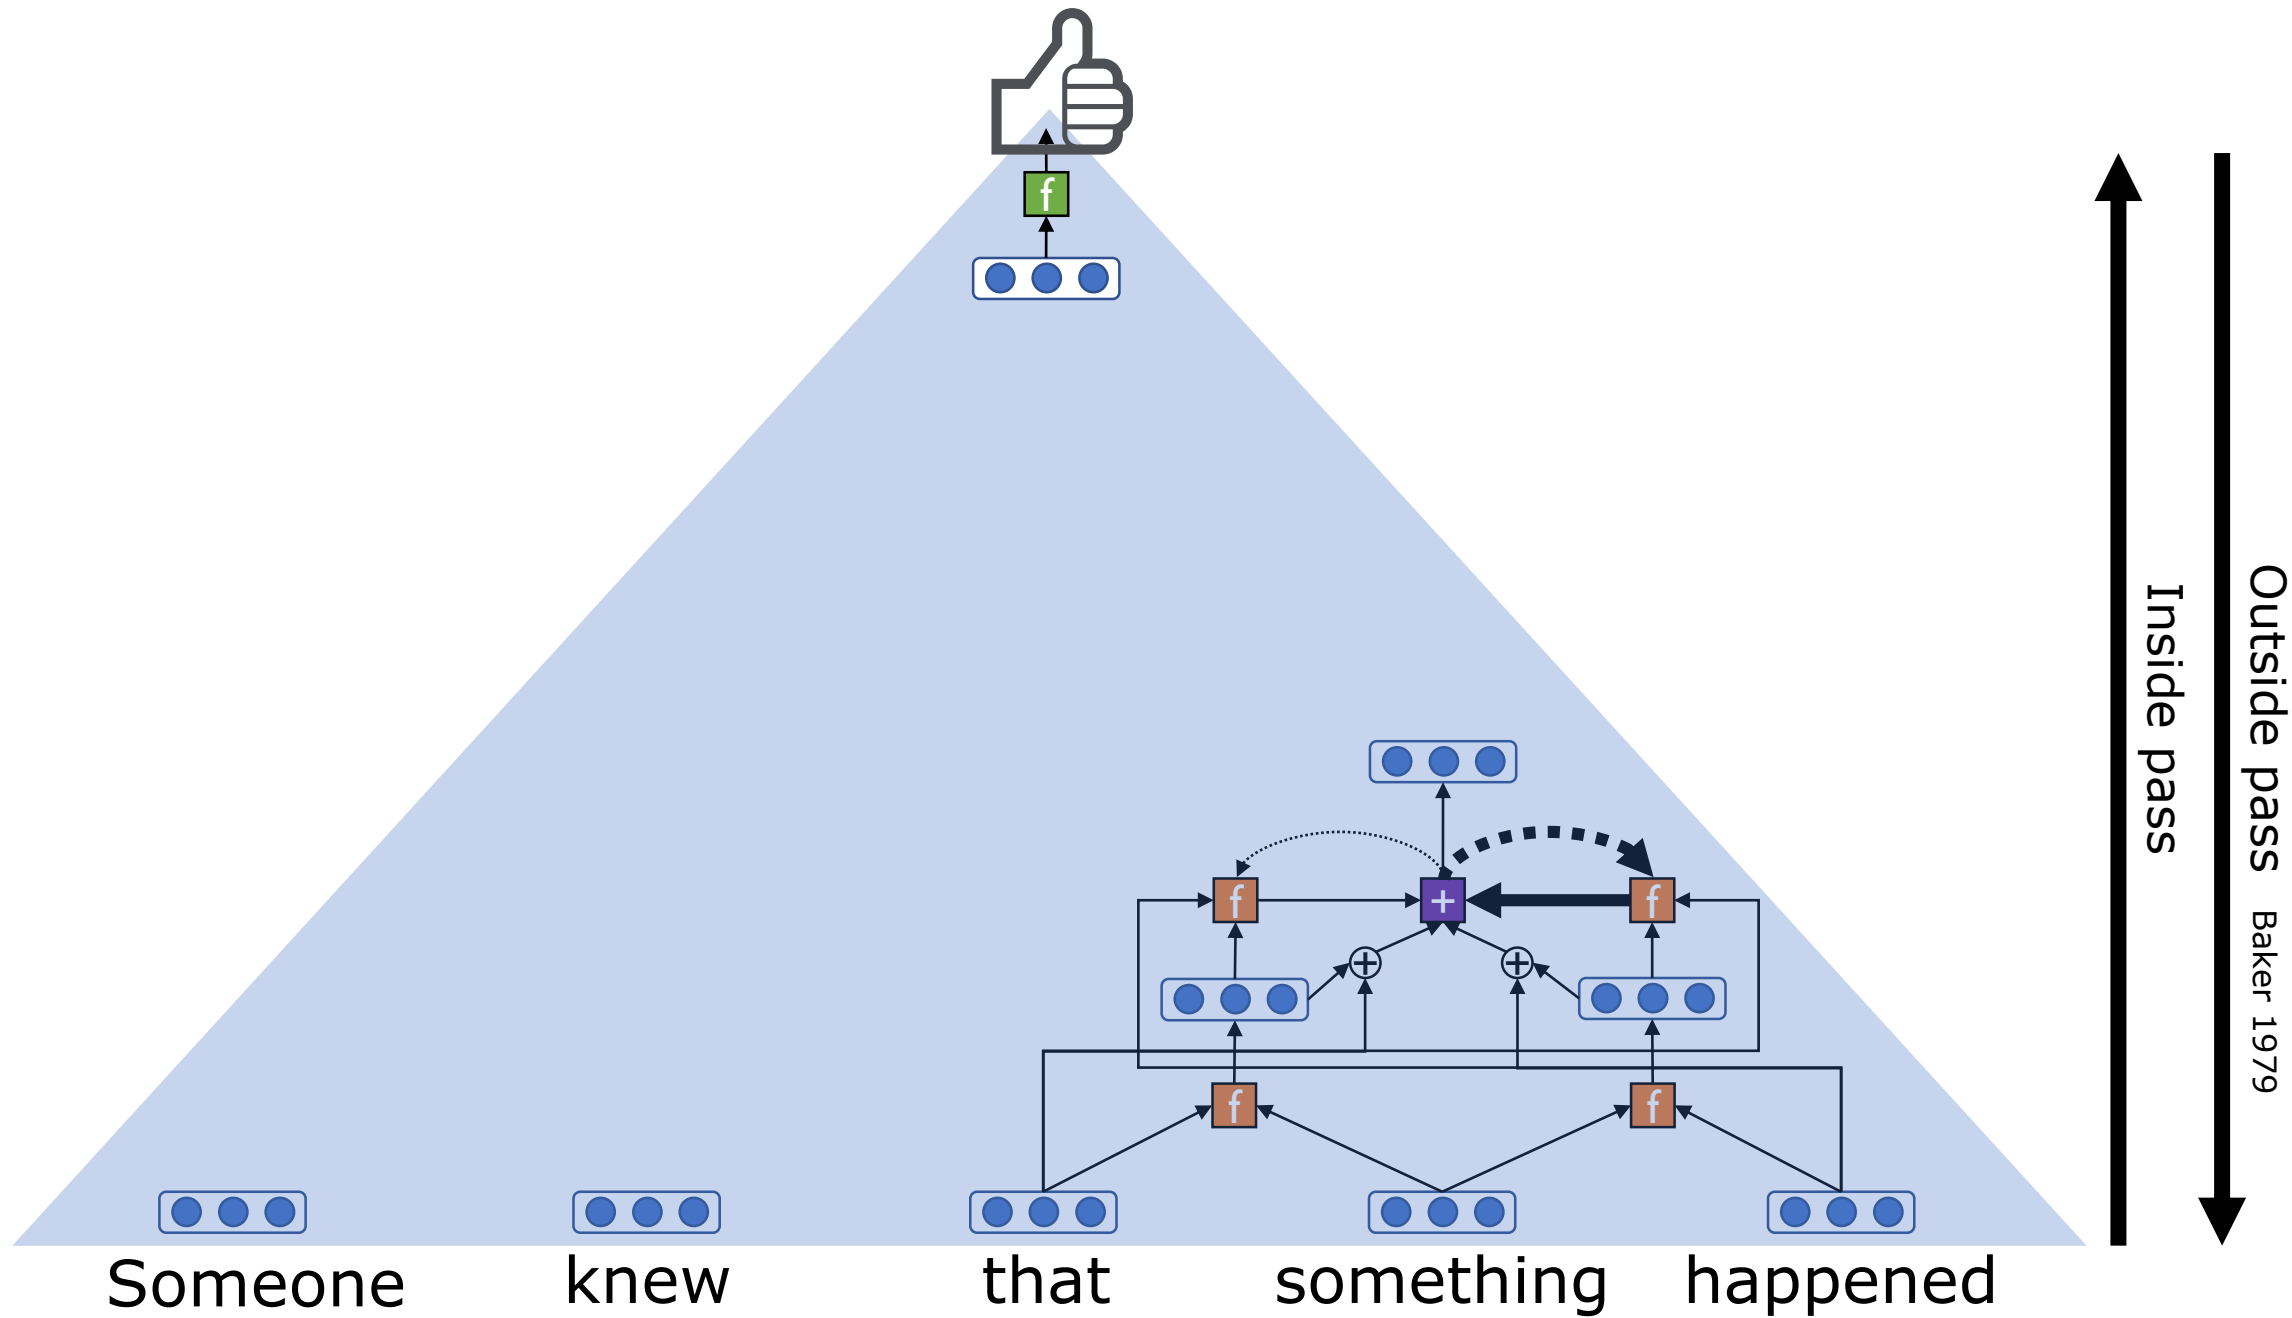 f
f
+
f
f
f
Someone knew that something happened
Inside pass
Outside pass Baker 1979